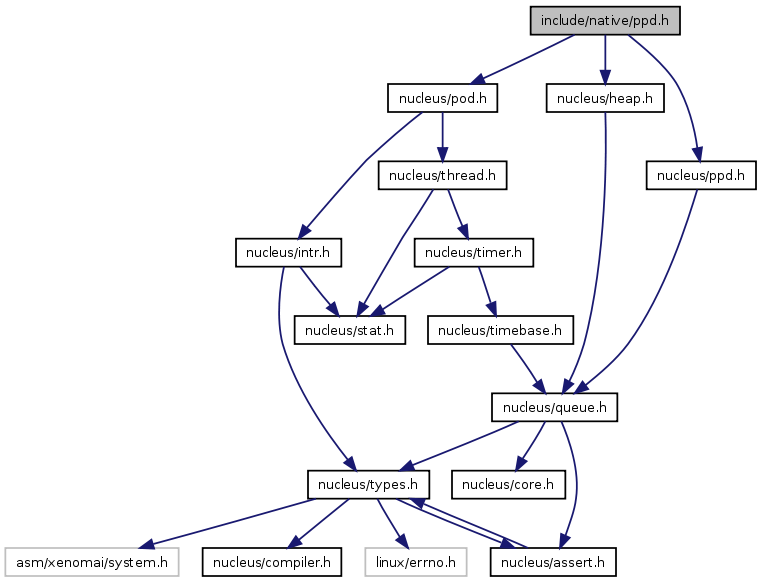 include/native/ppd.h
nucleus/pod.h
nucleus/heap.h
nucleus/thread.h
nucleus/ppd.h
nucleus/intr.h
nucleus/timer.h
nucleus/stat.h
nucleus/timebase.h
nucleus/queue.h
nucleus/types.h
nucleus/core.h
asm/xenomai/system.h
nucleus/compiler.h
linux/errno.h
nucleus/assert.h